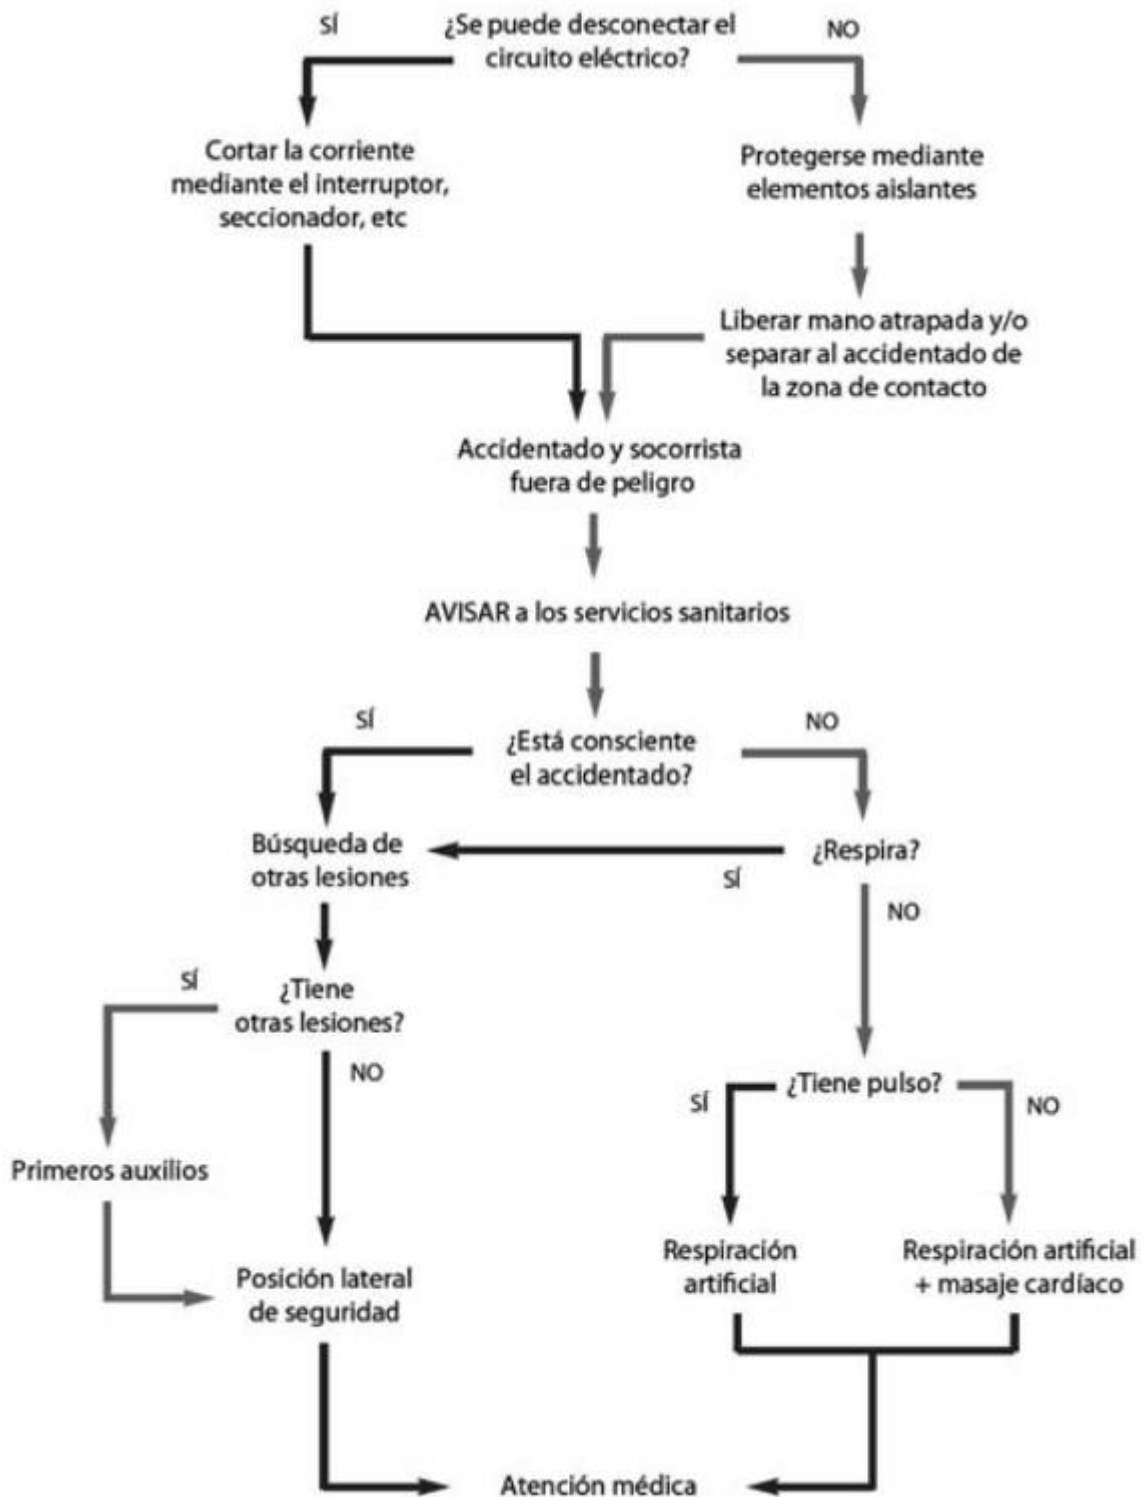 SÍ
¿Se puede desconectar el
circuito eléctrico?
NO
Cortar la corriente
mediante el interruptor,
seccionador, etc
Protegerse mediante
elementos aislantes
Liberar mano atrapada y/o
separar al accidentado de
la zona de contacto
Accidentado y socorrista
fuera de peligro
AVISAR a los servicios sanitarios
SÍ
¿Está consciente
el accidentado?
NO
Búsqueda de
otras lesiones
SÍ
¿Respira?
NO
SÍ
¿Tiene
otras lesiones?
NO
SÍ
¿Tiene pulso?
NO
Primeros auxilios
Posición lateral
de seguridad
Respiración
artificial
Respiración artificial
+ masaje cardíaco
Atención médica